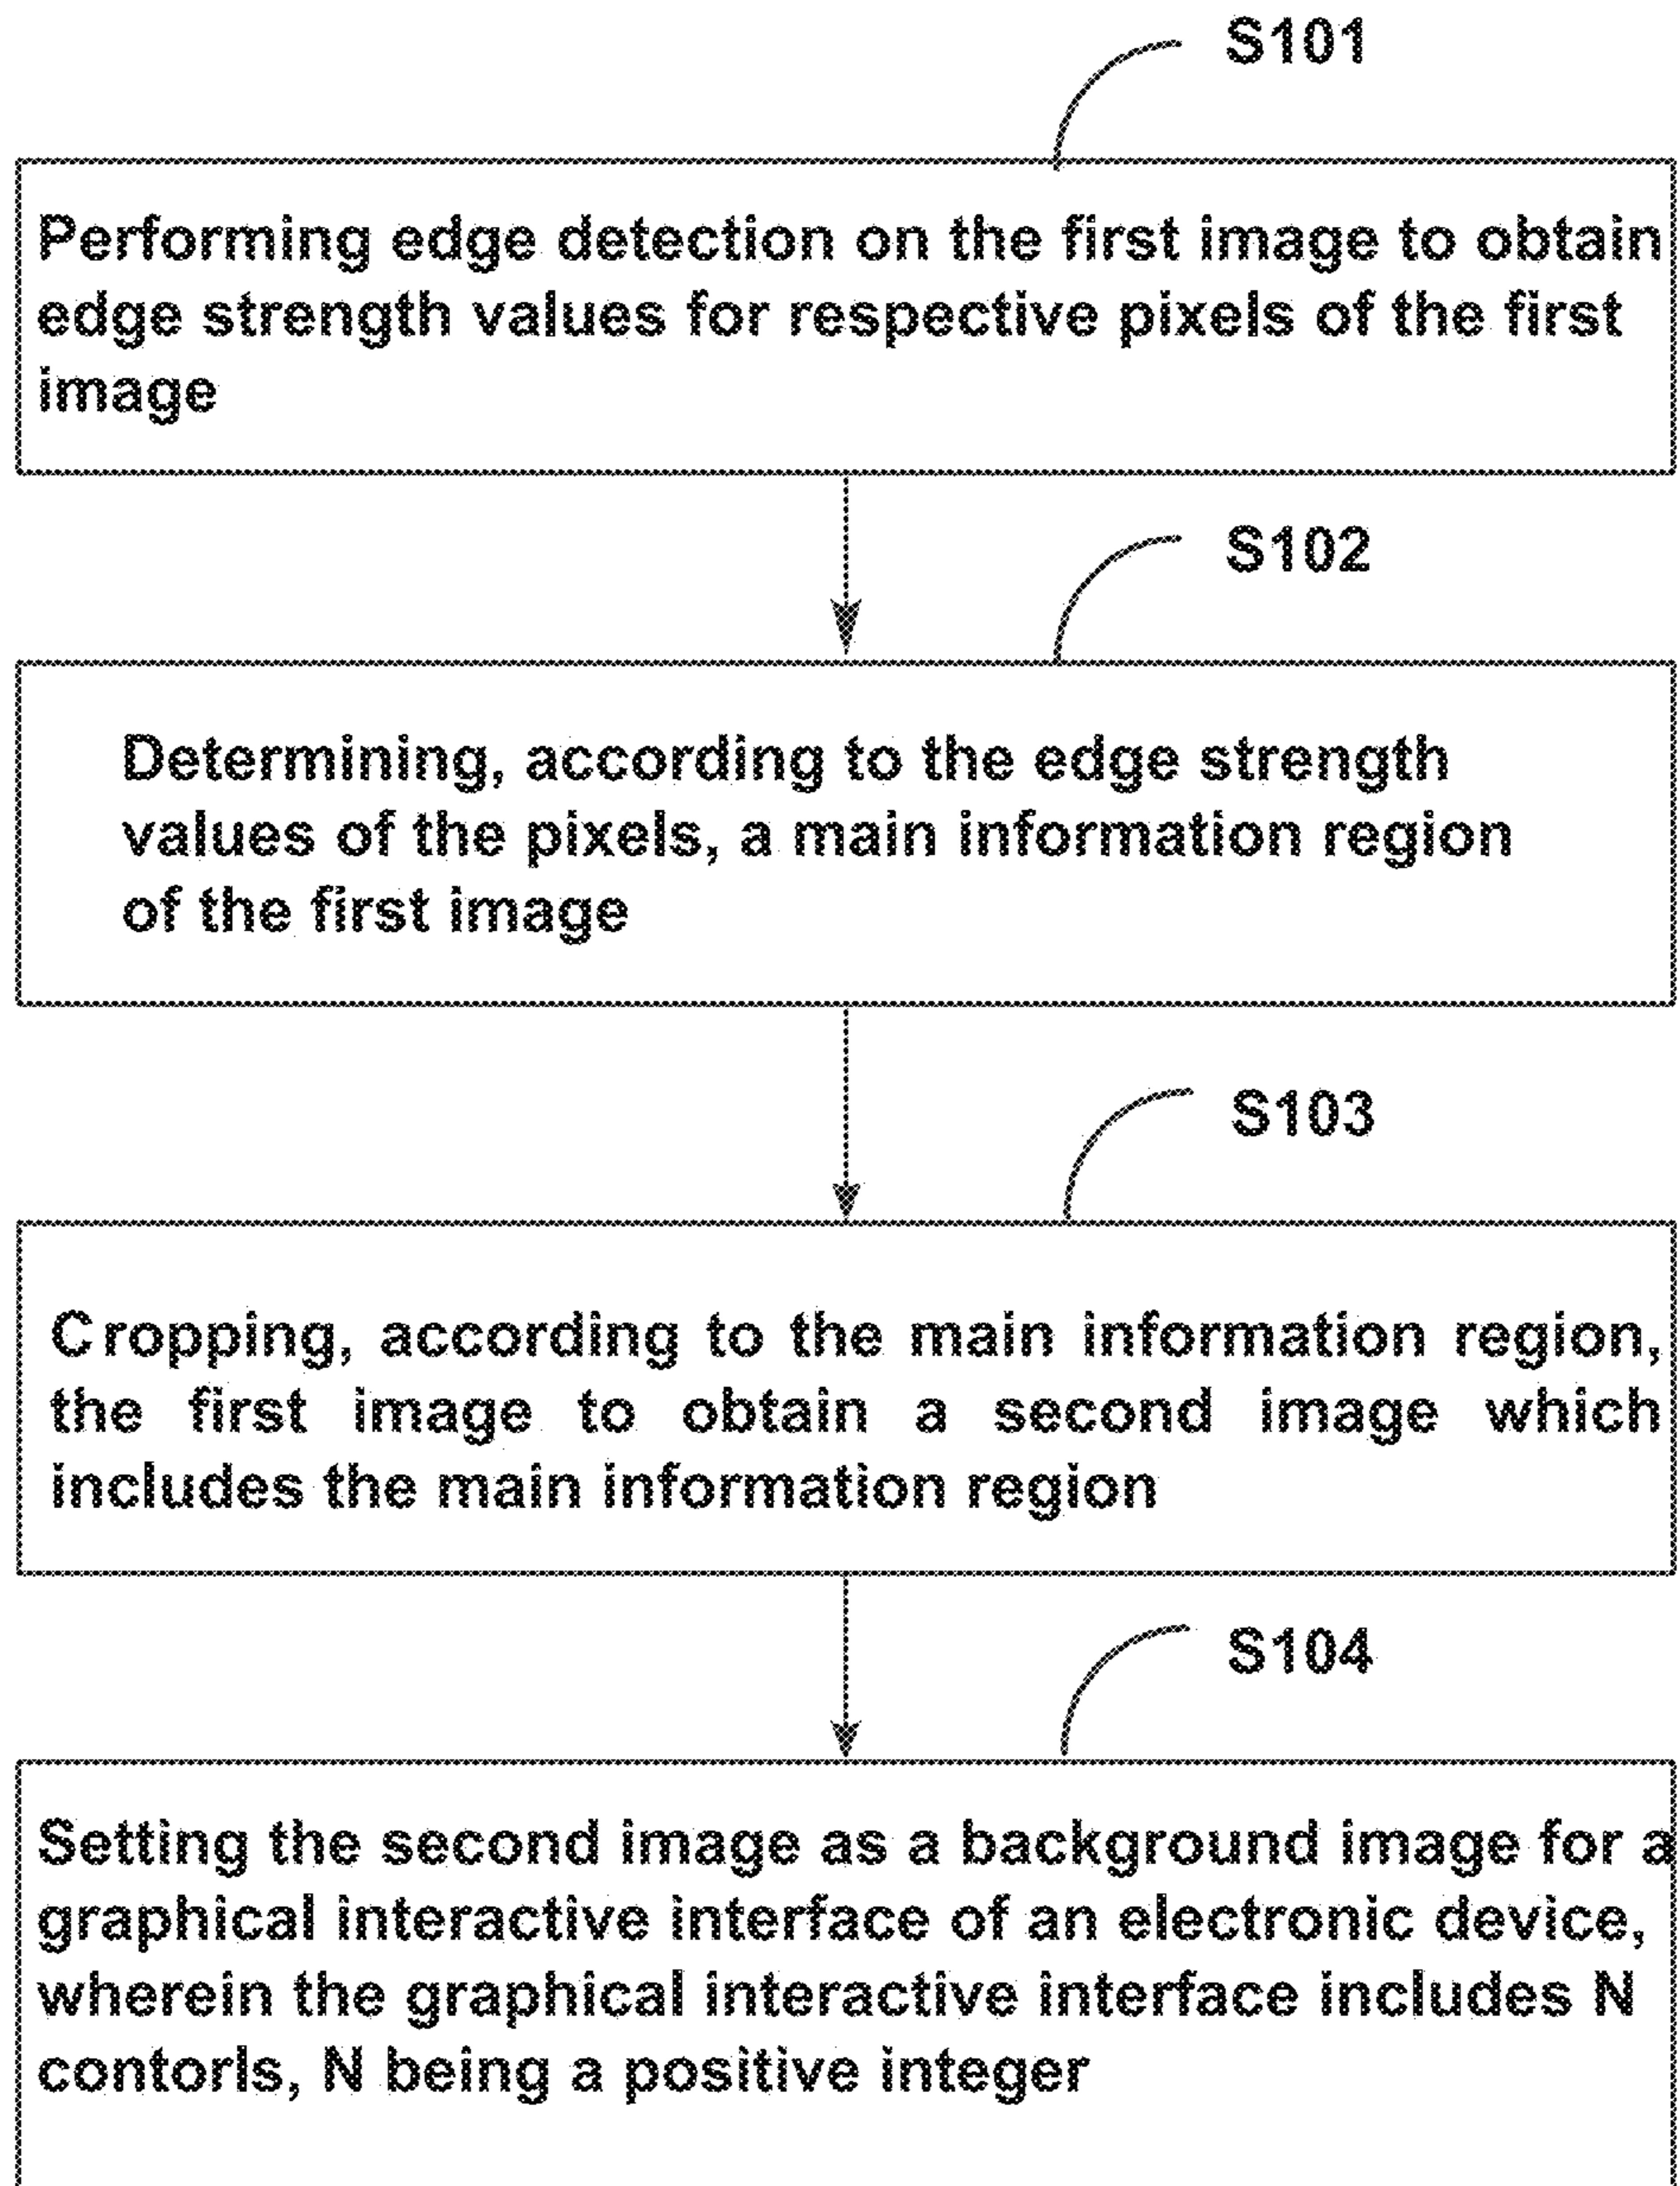 S101
Performing edge detection on the first image to obtain
edge strength values for respective pixels of the first
image
S102
Determining, according to the edge strength
values of the pixels, a main information region
of the first image
S103
Cropping, according to the main information region,
the first image to obtain a second image which
includes the main information region
S104
Setting the second image as a background image for a
graphical interactive interface of an electronic device,
wherein the graphical interactive interface includes N
contorls, N being a positive integer